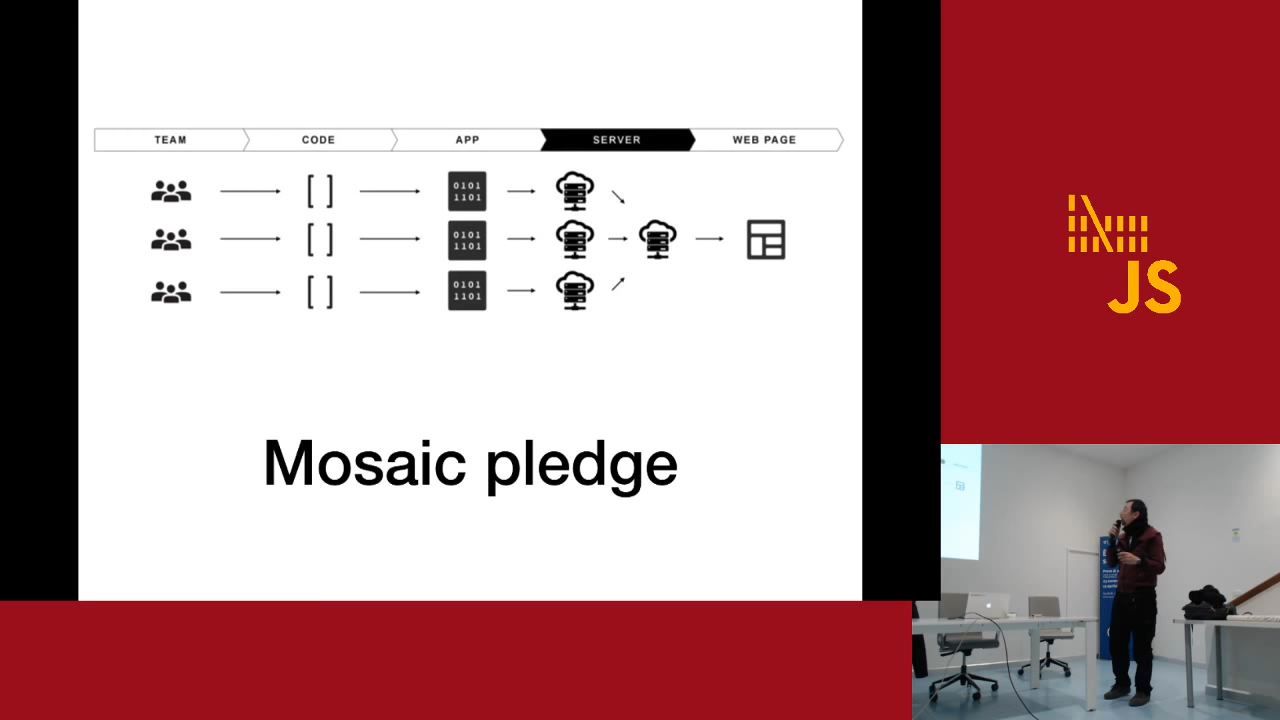 TEAM CODE APP SERVER WEB PAGE
0101
1101
0101
1101
0101
1101
Mosaic pledge
JS